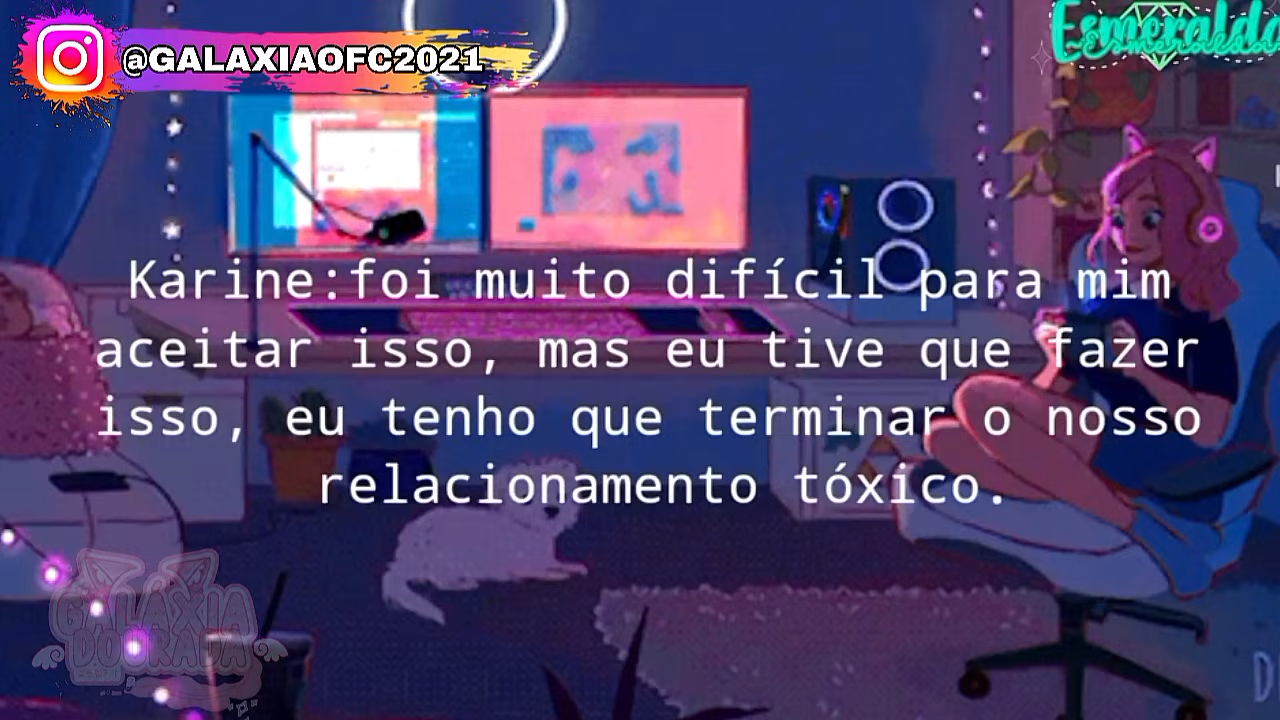 @GALAXIAOFC2021
Esmeralda
Karine:foi muito difícil para mim
aceitar isso, mas eu tive que fazer
isso, eu tenho que terminar o nosso
relacionamento tóxico.
GALAXIA
DOURADA